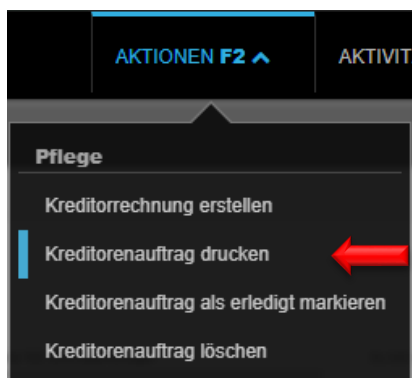 AKTIONEN F2 AKTIVIT
Pflege
Kreditorrechnung erstellen
Kreditorenauftrag drucken
Kreditorenauftrag als erledigt markieren
Kreditorenauftrag löschen